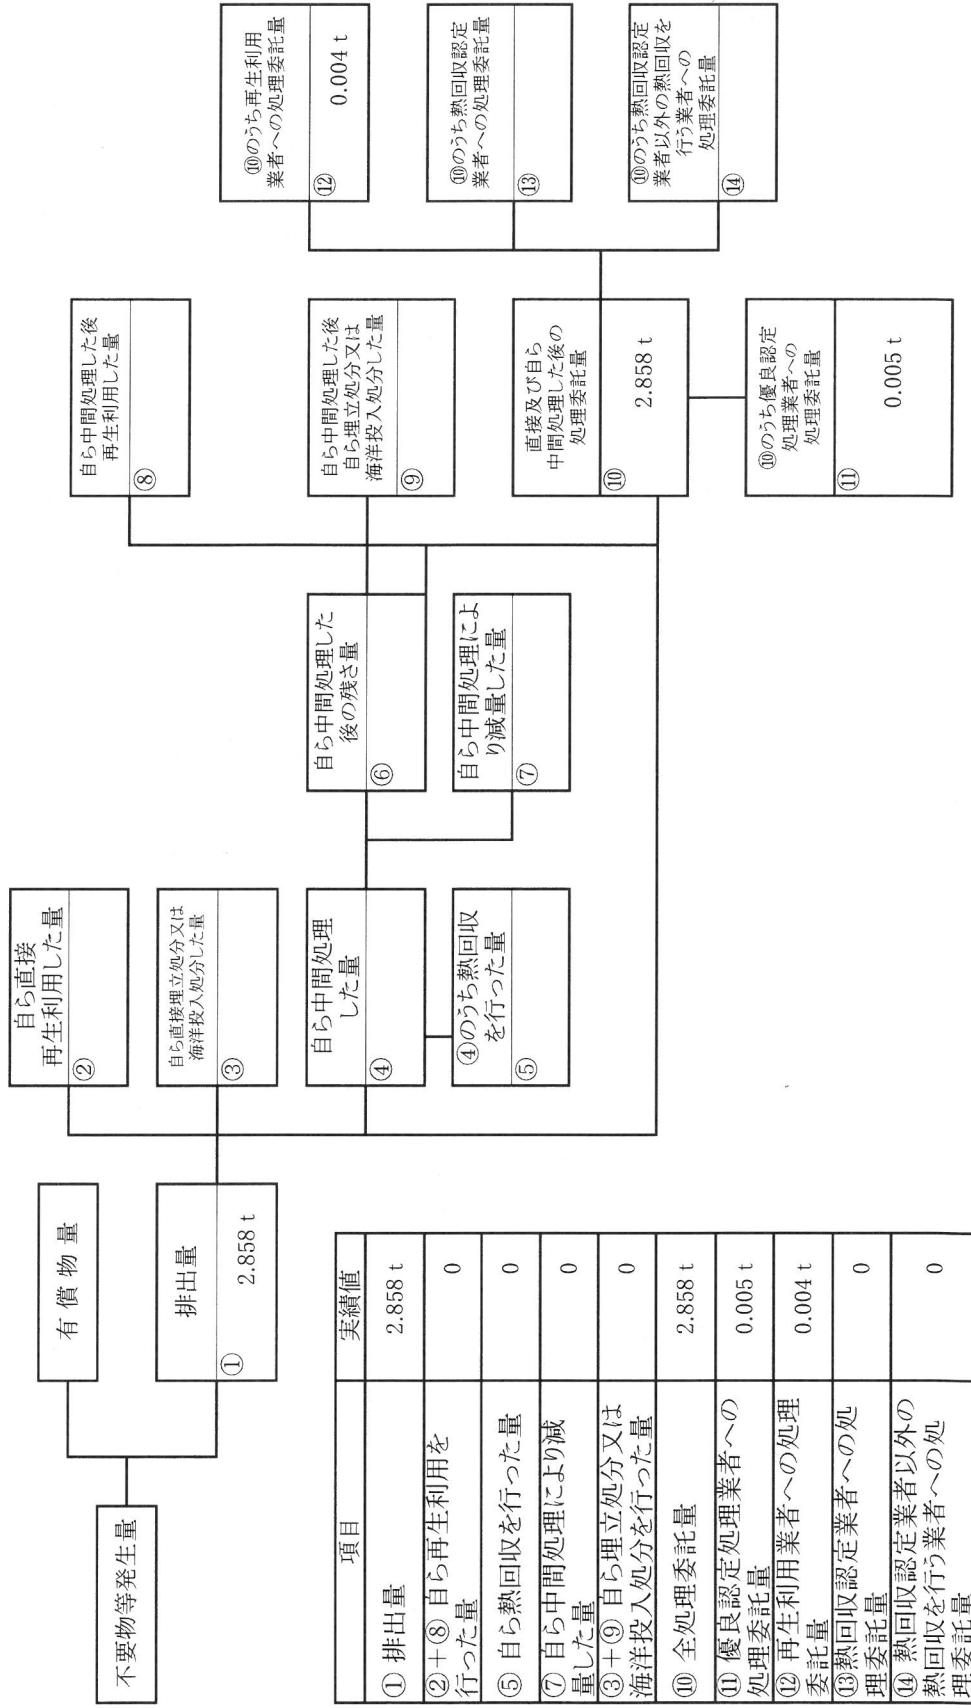 不要物等発生量
有償物量
排出量
①
2.858 t
自ら直接
再生利用した量
②
自ら直接埋立処分又は
海洋投入処分した量
③
自ら中間処理
した量
④
④のうち熱回収
を行った量
⑤
自ら中間処理した
後の残さ量
⑥
自ら中間処理によ
り減量した量
⑦
自ら中間処理した後
再生利用した量
⑧
自ら中間処理した後
自ら埋立処分又は
海洋投入処分した量
⑨
直接及び自ら
中間処理した後の
処理委託量
⑩
2.858 t
⑩のうち優良認定
処理業者への
処理委託量
⑪
0.005 t
⑩のうち再生利用
業者への処理委託量
⑫
0.004 t
⑩のうち熱回収認定
業者への処理委託量
⑬
⑩のうち熱回収認定
業者以外の熱回収を
行う業者への
処理委託量
⑭
項目 実績値
① 排出量 2.858 t
②+⑧ 自ら再生利用を
行った量 0
⑤ 自ら熱回収を行った量 0
⑦ 自ら中間処理により減
量した量 0
③+⑨ 自ら埋立処分又は
海洋投入処分を行った量 0
⑩ 全処理委託量 2.858 t
⑪ 優良認定処理業者への
処理委託量 0.005 t
⑫ 再生利用業者への処理
委託量 0.004 t
⑬熱回収認定業者への処
理委託量 0
⑭ 熱回収認定業者以外の
熱回収を行う業者への処
理委託量 0